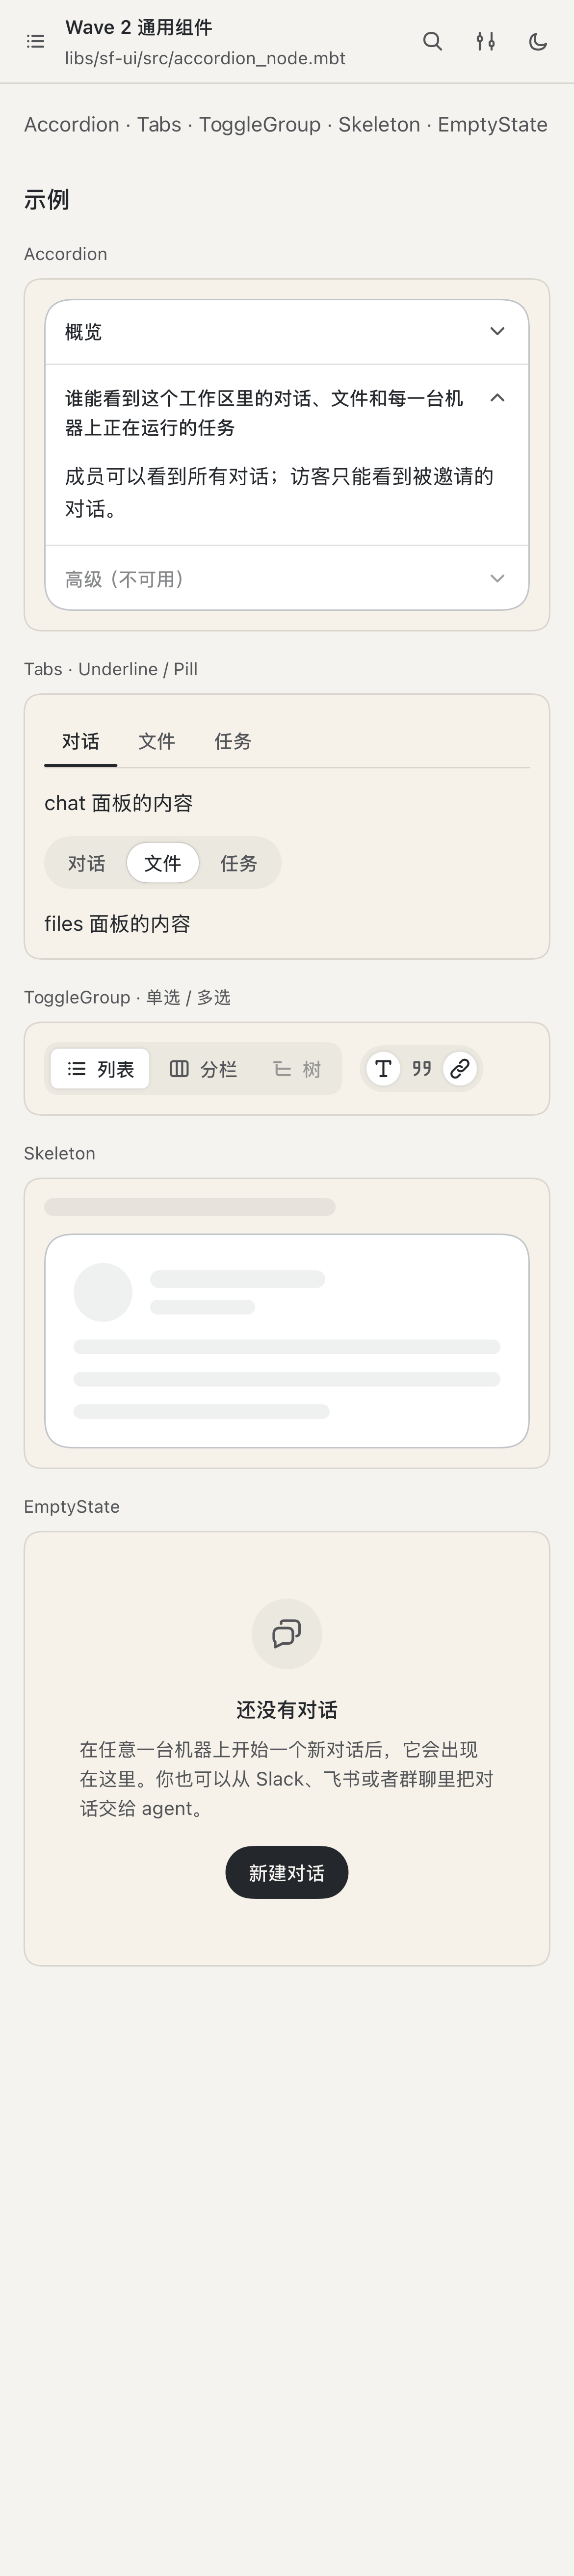 Wave 2 通用组件
libs/sf-ui/src/accordion_node.mbt
Accordion · Tabs · ToggleGroup · Skeleton · EmptyState
示例
Accordion
概览
谁能看到这个工作区里的对话、文件和每一台机
器上正在运行的任务
成员可以看到所有对话；访客只能看到被邀请的
对话。
高级（不可用）
Tabs · Underline / Pill
对话 文件 任务
chat 面板的内容
对话 文件 任务
files 面板的内容
ToggleGroup · 单选 / 多选
列表 分栏 树
Skeleton
EmptyState
还没有对话
在任意一台机器上开始一个新对话后，它会出现
在这里。你也可以从 Slack、飞书或者群聊里把对
话交给 agent。
新建对话